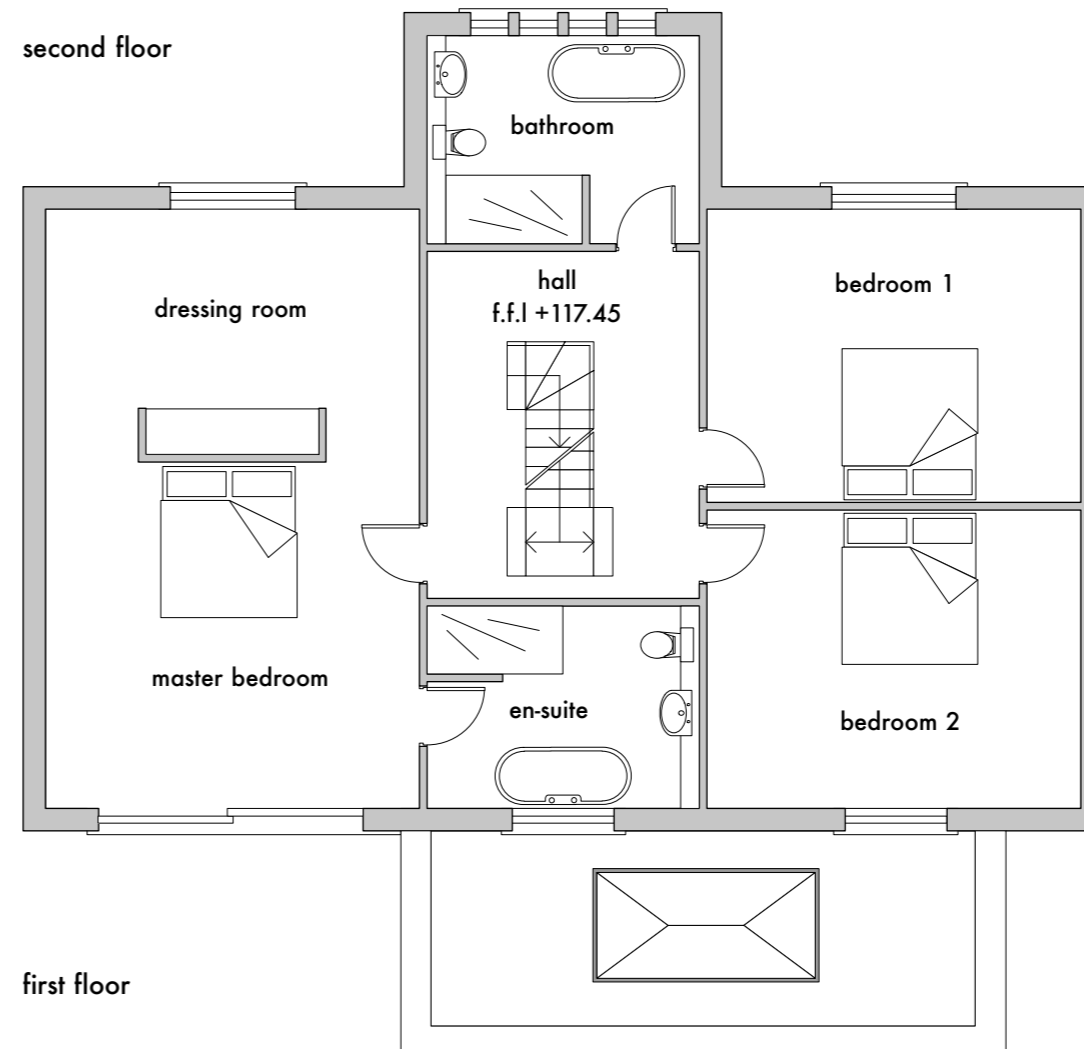 second floor
bathroom
hall
f.f.l +117.45
bedroom 1
dressing room
master bedroom
en-suite
bedroom 2
first floor